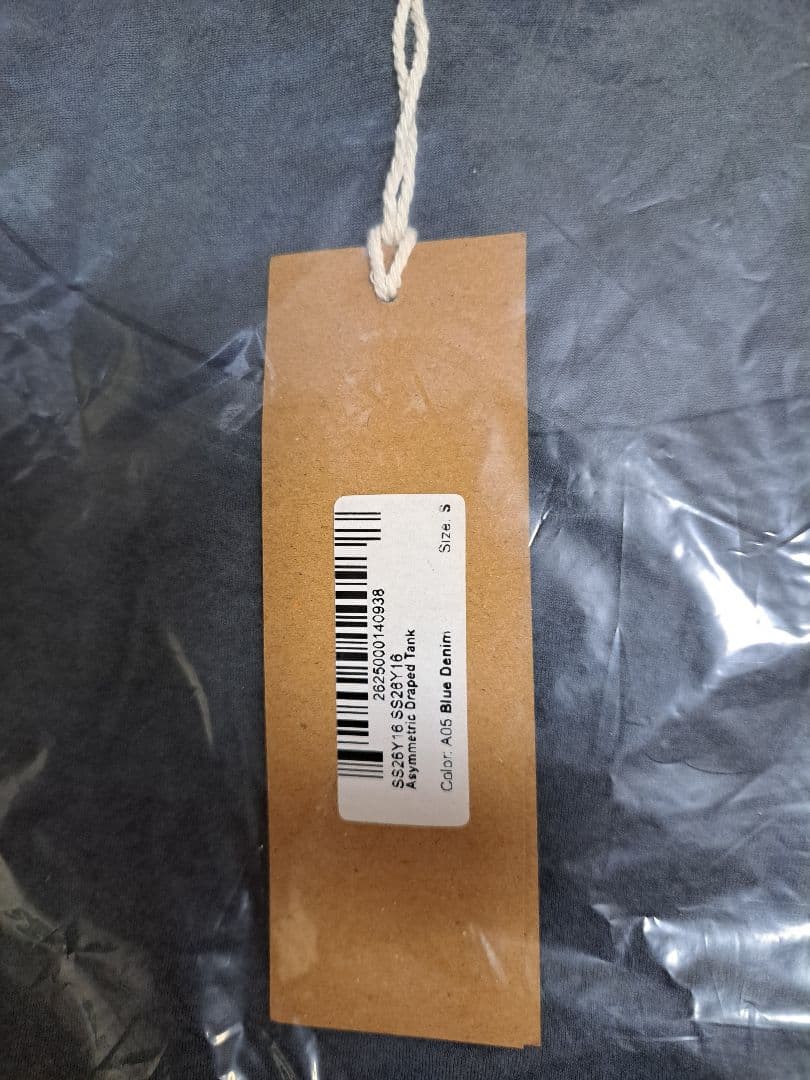 2625000140938
SS26Y16 SS26Y16
Asymmetric Draped Tank
Color: A05 Blue Denim
Size: S